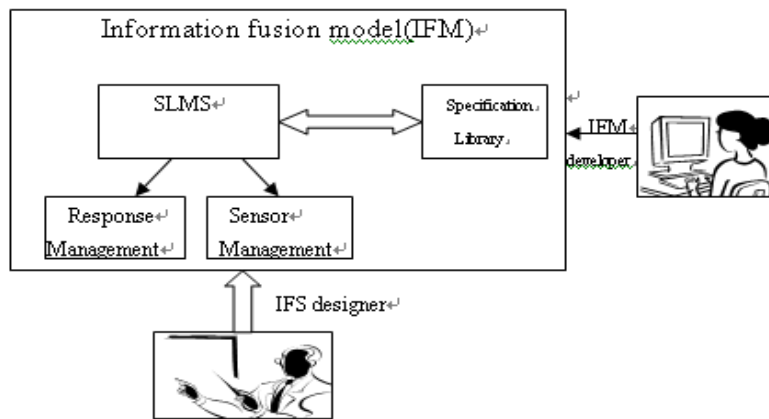 Information fusion model(IFM)
SLMS
Specification
Library
IFM
developer
Response
Management
Sensor
Management
IFS designer